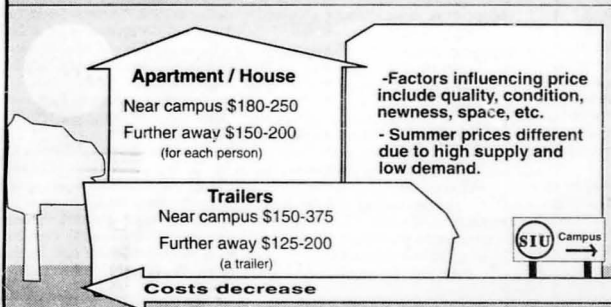 Apartment / House
Near campus $180-250
Further away $150-200
(for each person)
Trailers
Near campus $150-375
Further away $125-200
(a trailer)
-Factors influencing price
include quality, condition,
newness, space, etc.
- Summer prices different
due to high supply and
low demand.
SIU Campus
Costs decrease